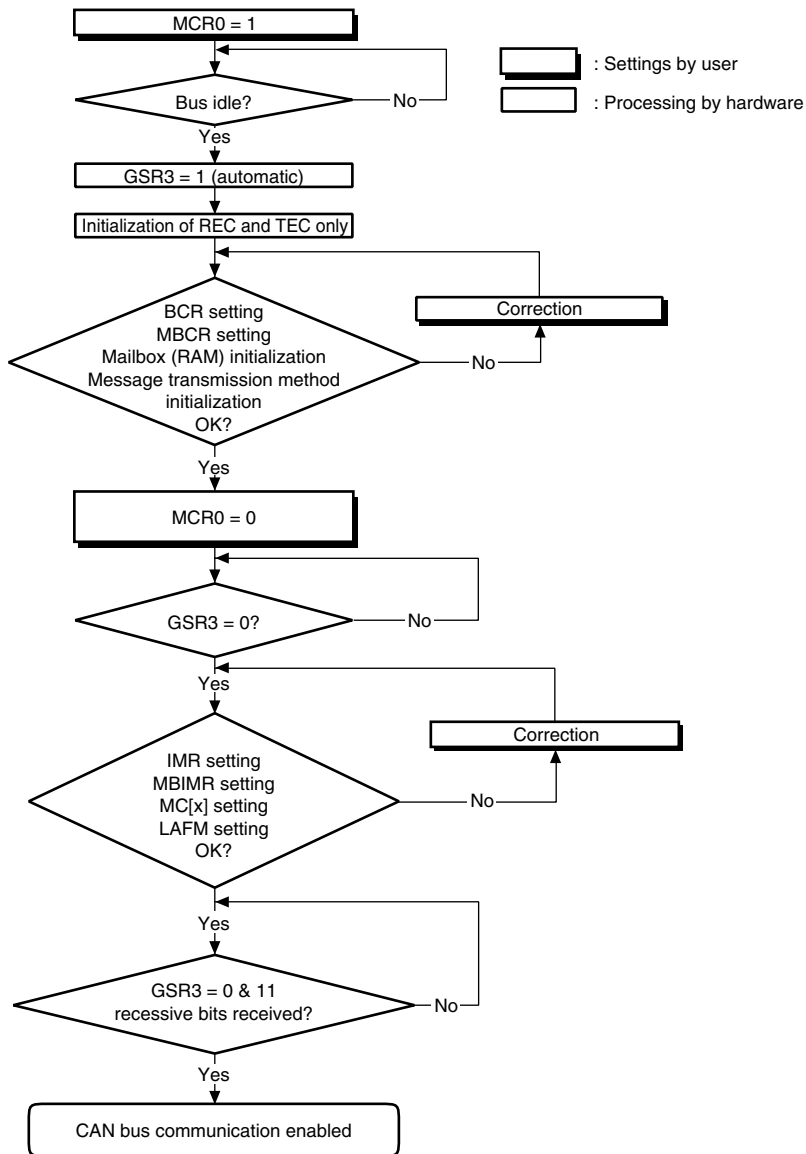 MCR0 = 1
: Settings by user
: Processing by hardware
Bus idle?
No
Yes
GSR3 = 1 (automatic)
Initialization of REC and TEC only
Correction
BCR setting
MBCR setting
Mailbox (RAM) initialization
Message transmission method
initialization
OK?
No
Yes
MCR0 = 0
GSR3 = 0?
No
Yes
Correction
IMR setting
MBIMR setting
MC[x] setting
LAFM setting
OK?
No
Yes
GSR3 = 0 & 11
recessive bits received?
No
Yes
CAN bus communication enabled